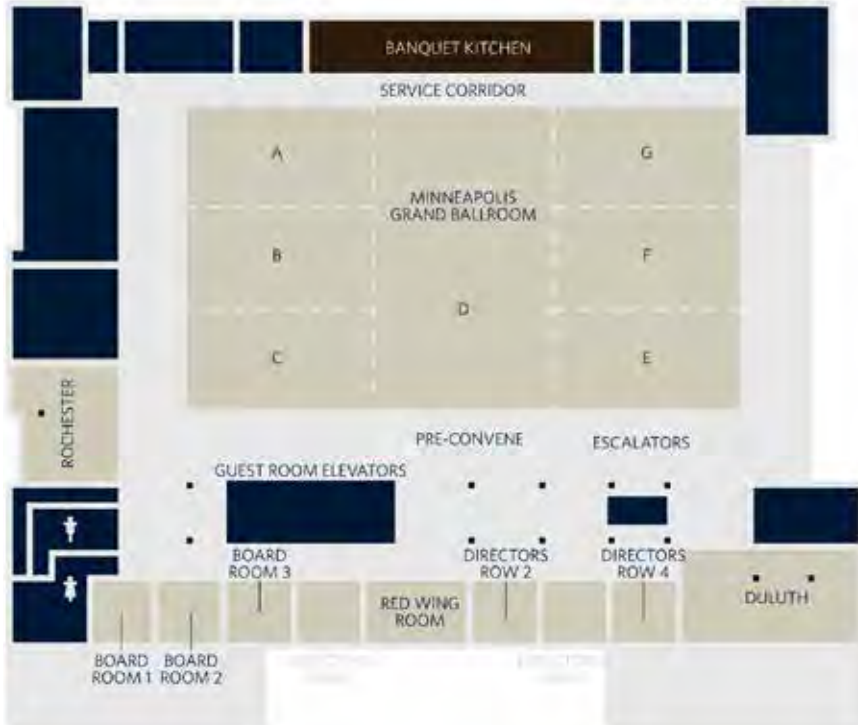 BANQUET KITCHEN
SERVICE CORRIDOR
A
G
MINNEAPOLIS
GRAND BALLROOM
B
F
D
C
E
ROCHESTER
PRE-CONVENE
ESCALATORS
GUEST ROOM ELEVATORS
BOARD
ROOM 3
DIRECTORS
ROW 2
DIRECTORS
ROW 4
RED WING
ROOM
DULUTH
BOARD
ROOM 1
BOARD
ROOM 2